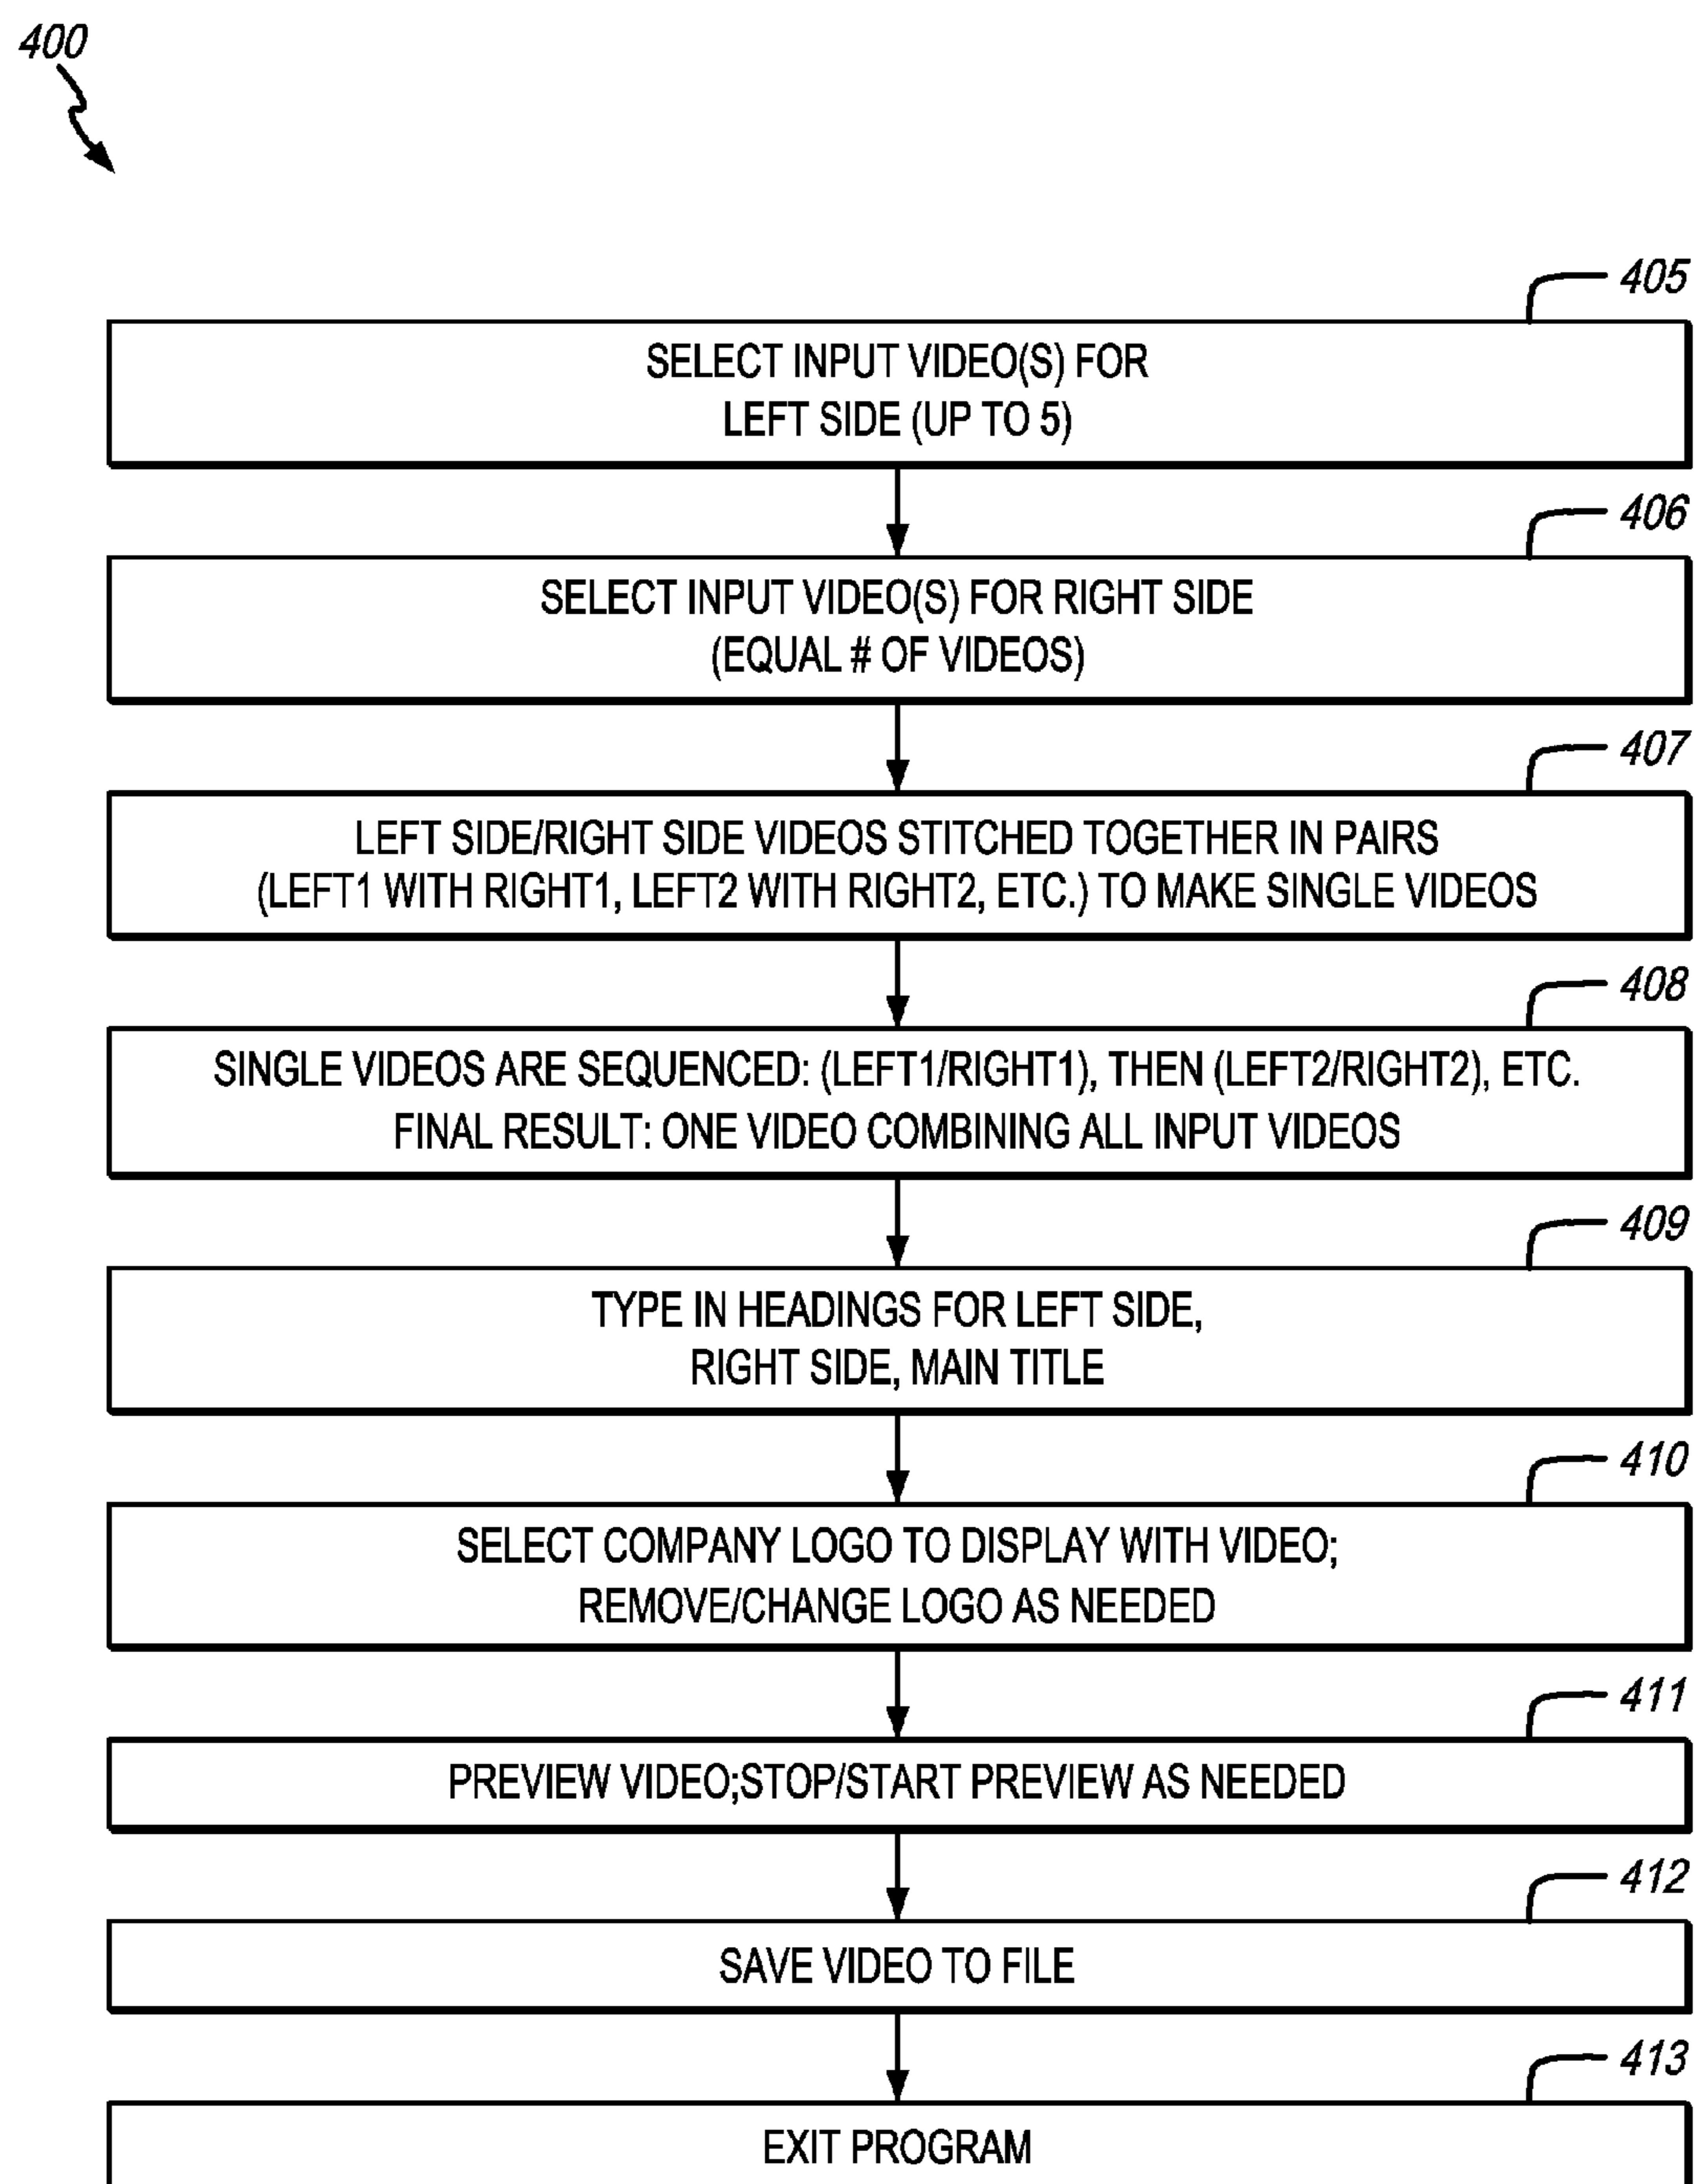 400
405
SELECT INPUT VIDEO(S) FOR
LEFT SIDE (UP TO 5)
406
SELECT INPUT VIDEO(S) FOR RIGHT SIDE
(EQUAL # OF VIDEOS)
407
LEFT SIDE/RIGHT SIDE VIDEOS STITCHED TOGETHER IN PAIRS
(LEFT1 WITH RIGHT1, LEFT2 WITH RIGHT2, ETC.) TO MAKE SINGLE VIDEOS
408
SINGLE VIDEOS ARE SEQUENCED: (LEFT1/RIGHT1), THEN (LEFT2/RIGHT2), ETC.
FINAL RESULT: ONE VIDEO COMBINING ALL INPUT VIDEOS
409
TYPE IN HEADINGS FOR LEFT SIDE,
RIGHT SIDE, MAIN TITLE
410
SELECT COMPANY LOGO TO DISPLAY WITH VIDEO;
REMOVE/CHANGE LOGO AS NEEDED
411
PREVIEW VIDEO;STOP/START PREVIEW AS NEEDED
412
SAVE VIDEO TO FILE
413
EXIT PROGRAM